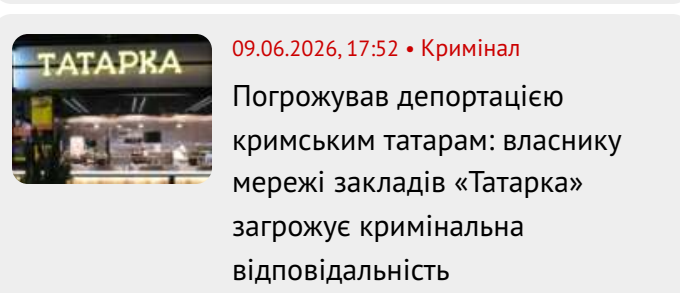 ТАТАРКА
09.06.2026, 17:52 • Кримінал
Погрожував депортацією
кримським татарам: власнику
мережі закладів «Татарка»
загрожує кримінальна
відповідальність